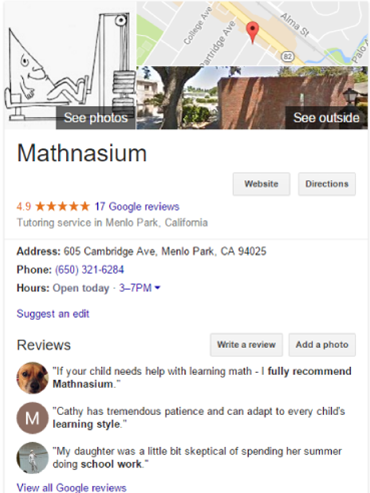 College Ave
Partridge Ave
Alma St
82
Palo A
See photos
See outside
Mathnasium
Website
Directions
4.9 ★★★★★ 17 Google reviews
Tutoring service in Menlo Park, California
Address: 605 Cambridge Ave, Menlo Park, CA 94025
Phone: (650) 321-6284
Hours: Open today · 3–7PM
Suggest an edit
Reviews
Write a review
Add a photo
"If your child needs help with learning math - I fully recommend
Mathnasium."
M
"Cathy has tremendous patience and can adapt to every child's
learning style."
"My daughter was a little bit skeptical of spending her summer
doing school work."
View all Google reviews